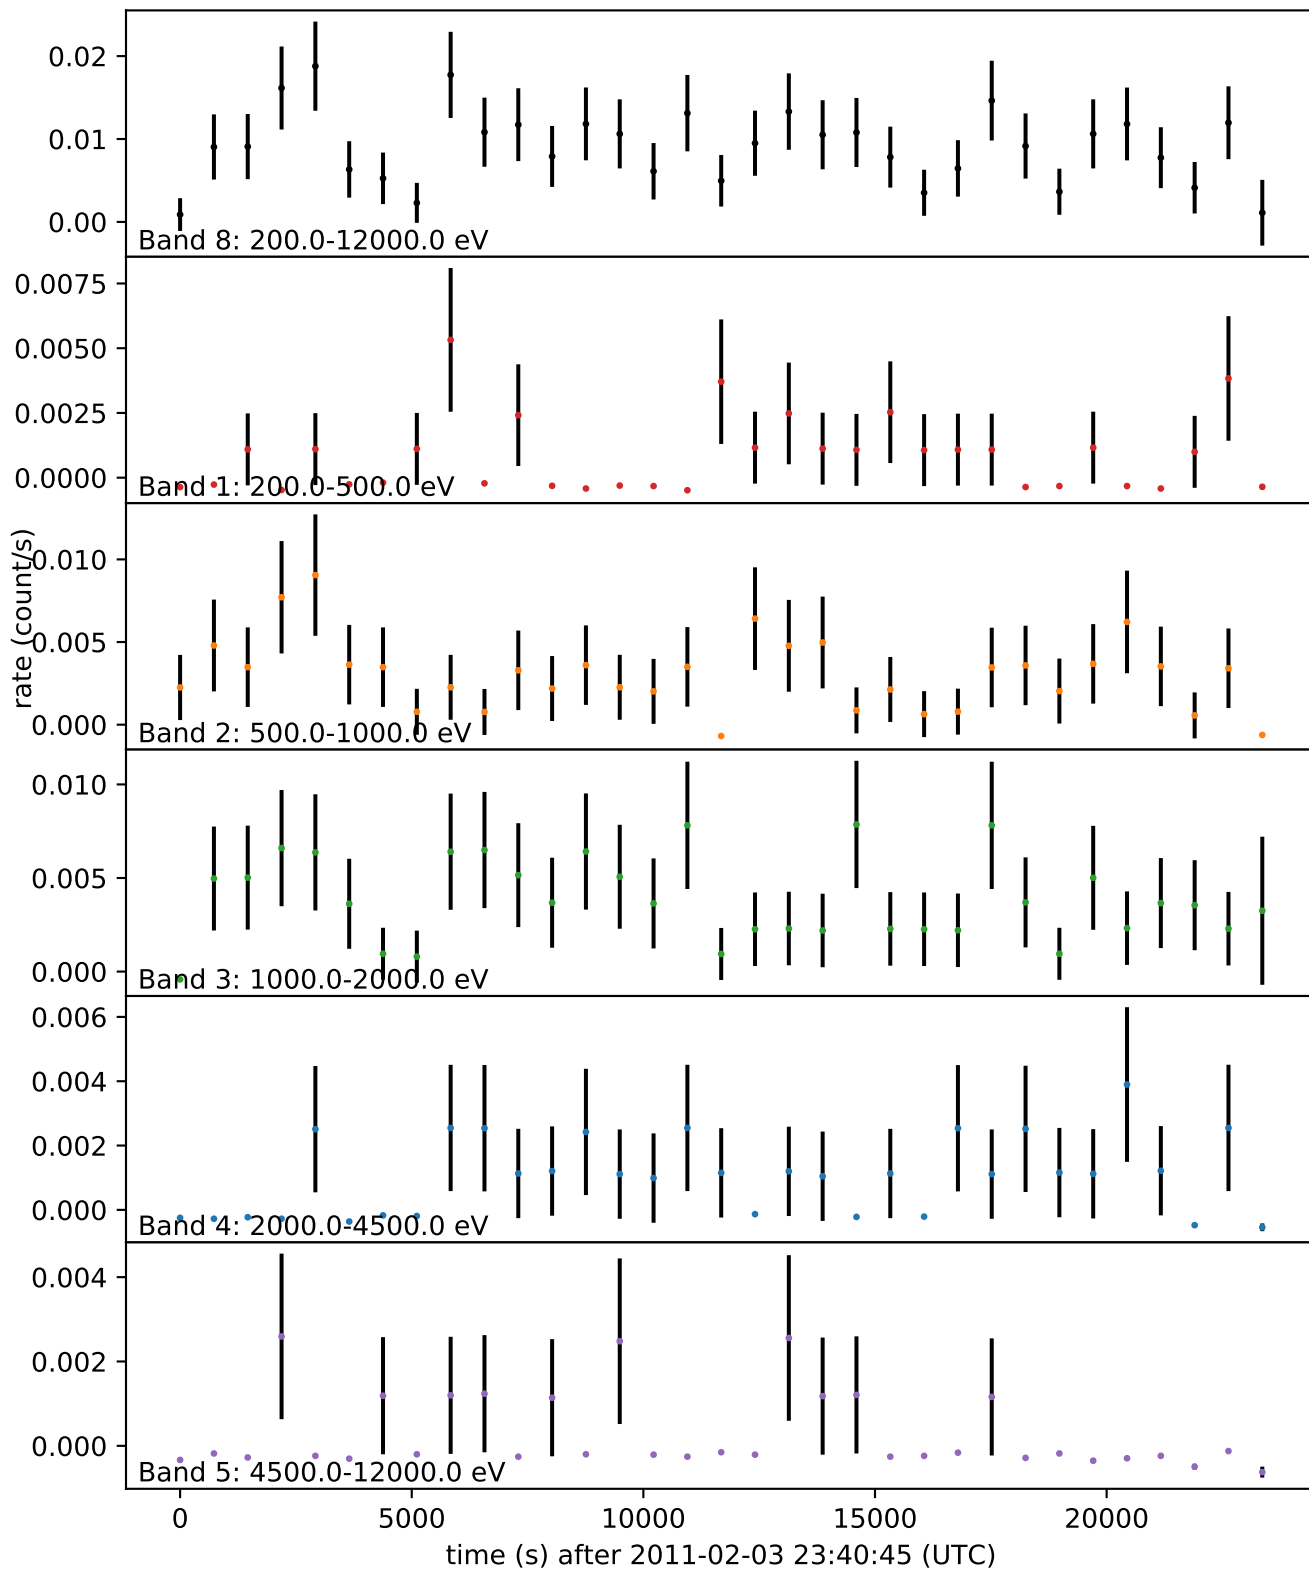 0.02
0.01
0.00
Band 8: 200.0-12000.0 eV
0.0075
0.0050
0.0025
0.0000
Band 1: 200.0-500.0 eV
rate (count/s)
0.010
0.005
0.000
Band 2: 500.0-1000.0 eV
0.010
0.005
0.000
Band 3: 1000.0-2000.0 eV
0.006
0.004
0.002
0.000
Band 4: 2000.0-4500.0 eV
0.004
0.002
0.000
Band 5: 4500.0-12000.0 eV
0 5000 10000 15000 20000
time (s) after 2011-02-03 23:40:45 (UTC)